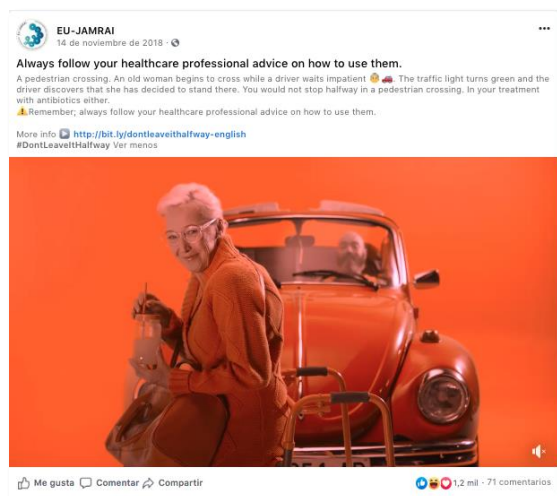 EU-JAMRAI
14 de noviembre de 2018 ·
Always follow your healthcare professional advice on how to use them.
A pedestrian crossing. An old woman begins to cross while a driver waits impatient 👵🚗. The traffic light turns green and the
driver discovers that she has decided to stand there. You would not stop halfway in a pedestrian crossing. In your treatment
with antibiotics either.
⚠️Remember; always follow your healthcare professional advice on how to use them.
More info ▶️ http://bit.ly/dontleaveithalfway-english
#DontLeaveItHalfway Ver menos
Me gusta Comentar Compartir 1,2 mil · 71 comentarios